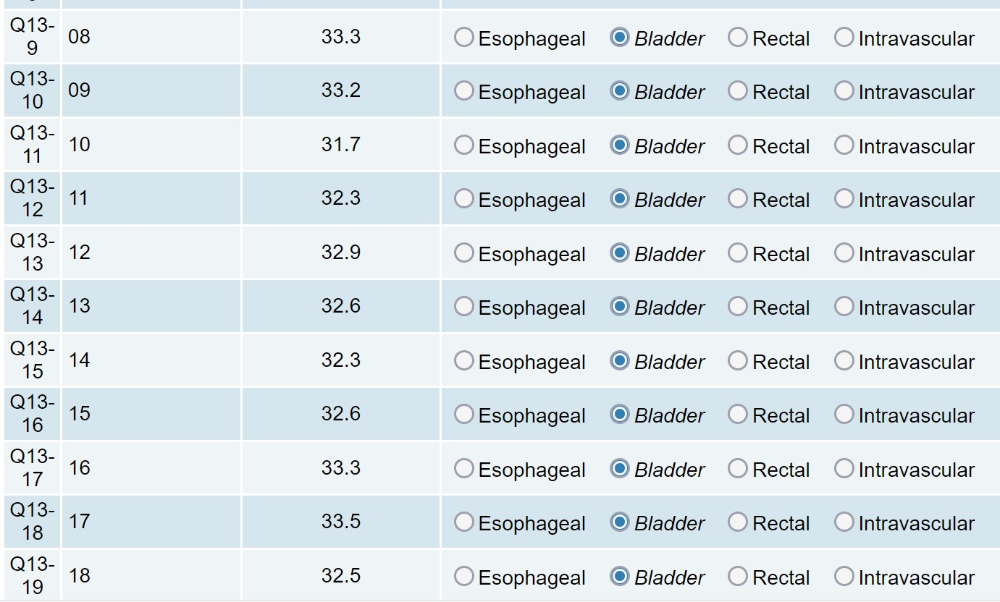 Q13-9 08 33.3 Esophageal Bladder Rectal Intravascular
Q13-10 09 33.2 Esophageal Bladder Rectal Intravascular
Q13-11 10 31.7 Esophageal Bladder Rectal Intravascular
Q13-12 11 32.3 Esophageal Bladder Rectal Intravascular
Q13-13 12 32.9 Esophageal Bladder Rectal Intravascular
Q13-14 13 32.6 Esophageal Bladder Rectal Intravascular
Q13-15 14 32.3 Esophageal Bladder Rectal Intravascular
Q13-16 15 32.6 Esophageal Bladder Rectal Intravascular
Q13-17 16 33.3 Esophageal Bladder Rectal Intravascular
Q13-18 17 33.5 Esophageal Bladder Rectal Intravascular
Q13-19 18 32.5 Esophageal Bladder Rectal Intravascular